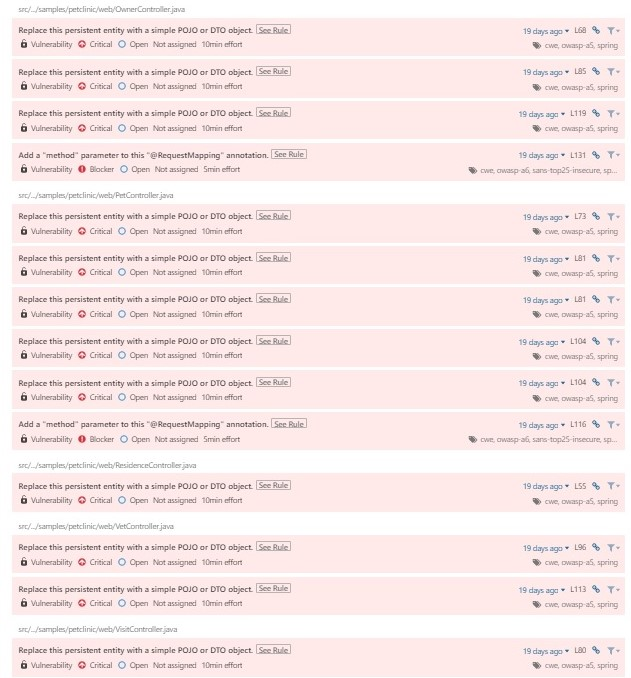 src/.../samples/petclinic/web/OwnerController.java
Replace this persistent entity with a simple POJO or DTO object. See Rule 19 days ago L68
Vulnerability Critical Open Not assigned 10min effort cwe, owasp-a5, spring
Replace this persistent entity with a simple POJO or DTO object. See Rule 19 days ago L85
Vulnerability Critical Open Not assigned 10min effort cwe, owasp-a5, spring
Replace this persistent entity with a simple POJO or DTO object. See Rule 19 days ago L119
Vulnerability Critical Open Not assigned 10min effort cwe, owasp-a5, spring
Add a "method" parameter to this "@RequestMapping" annotation. See Rule 19 days ago L131
Vulnerability Blocker Open Not assigned 5min effort cwe, owasp-a6, sans-top25-insecure, sp...
src/.../samples/petclinic/web/PetController.java
Replace this persistent entity with a simple POJO or DTO object. See Rule 19 days ago L73
Vulnerability Critical Open Not assigned 10min effort cwe, owasp-a5, spring
Replace this persistent entity with a simple POJO or DTO object. See Rule 19 days ago L81
Vulnerability Critical Open Not assigned 10min effort cwe, owasp-a5, spring
Replace this persistent entity with a simple POJO or DTO object. See Rule 19 days ago L81
Vulnerability Critical Open Not assigned 10min effort cwe, owasp-a5, spring
Replace this persistent entity with a simple POJO or DTO object. See Rule 19 days ago L104
Vulnerability Critical Open Not assigned 10min effort cwe, owasp-a5, spring
Replace this persistent entity with a simple POJO or DTO object. See Rule 19 days ago L104
Vulnerability Critical Open Not assigned 10min effort cwe, owasp-a5, spring
Add a "method" parameter to this "@RequestMapping" annotation. See Rule 19 days ago L116
Vulnerability Blocker Open Not assigned 5min effort cwe, owasp-a6, sans-top25-insecure, sp...
src/.../samples/petclinic/web/ResidenceController.java
Replace this persistent entity with a simple POJO or DTO object. See Rule 19 days ago L55
Vulnerability Critical Open Not assigned 10min effort cwe, owasp-a5, spring
src/.../samples/petclinic/web/VetController.java
Replace this persistent entity with a simple POJO or DTO object. See Rule 19 days ago L96
Vulnerability Critical Open Not assigned 10min effort cwe, owasp-a5, spring
Replace this persistent entity with a simple POJO or DTO object. See Rule 19 days ago L113
Vulnerability Critical Open Not assigned 10min effort cwe, owasp-a5, spring
src/.../samples/petclinic/web/VisitController.java
Replace this persistent entity with a simple POJO or DTO object. See Rule 19 days ago L80
Vulnerability Critical Open Not assigned 10min effort cwe, owasp-a5, spring